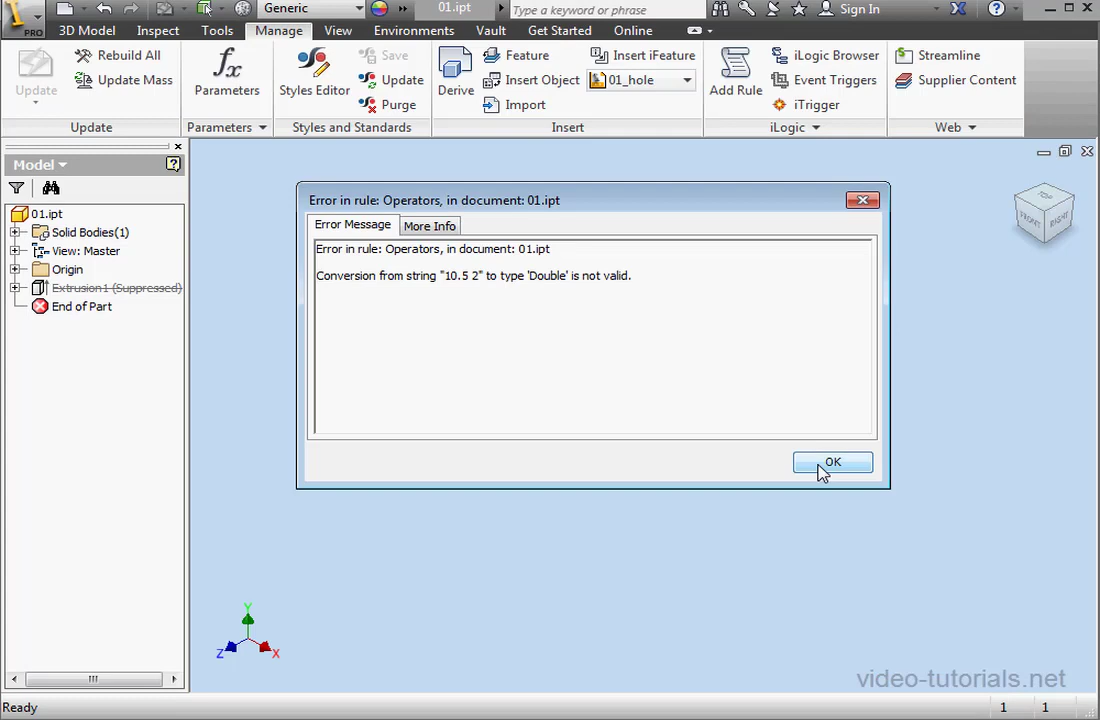 Generic 01.ipt Type a keyword or phrase Sign In
PRO 3D Model Inspect Tools Manage View Environments Vault Get Started Online
Update Rebuild All Update Mass
Update
fx Parameters
Parameters
Styles Editor Save Update Purge
Styles and Standards
Derive Feature Insert Object Import Insert iFeature 01_hole
Insert
Add Rule iLogic Browser Event Triggers iTrigger
iLogic
Streamline Supplier Content
Web
Model
01.ipt
Solid Bodies(1)
View: Master
Origin
Extrusion1 (Suppressed)
End of Part
Error in rule: Operators, in document: 01.ipt
Error Message More Info
Error in rule: Operators, in document: 01.ipt
Conversion from string "10.5 2" to type 'Double' is not valid.
OK
TOP
FRONT RIGHT
Y
Z X
video-tutorials.net
Ready 1 1